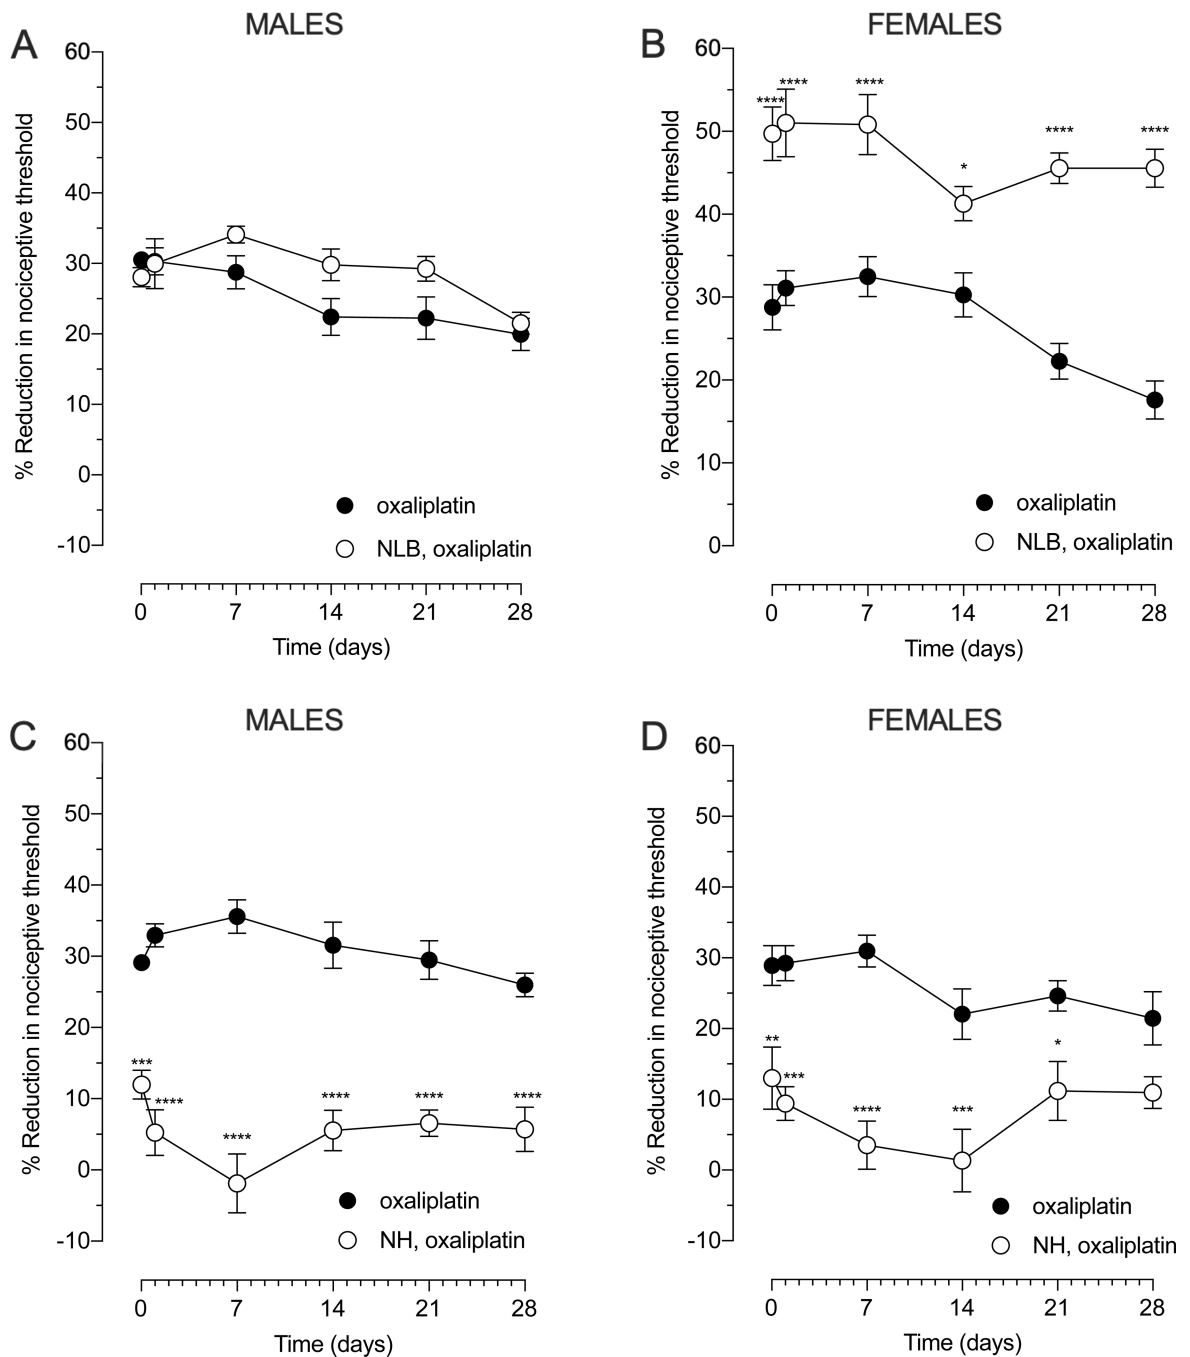 A
MALES
% Reduction in nociceptive threshold
60
50
40
30
20
10
0
-10
oxaliplatin
NLB, oxaliplatin
0 7 14 21 28
Time (days)
B
FEMALES
% Reduction in nociceptive threshold
60
50
40
30
20
10
0
**** **** **** * **** ****
oxaliplatin
NLB, oxaliplatin
0 7 14 21 28
Time (days)
C
MALES
% Reduction in nociceptive threshold
60
50
40
30
20
10
0
-10
*** **** **** **** **** ****
oxaliplatin
NH, oxaliplatin
0 7 14 21 28
Time (days)
D
FEMALES
% Reduction in nociceptive threshold
60
50
40
30
20
10
0
-10
** *** **** *** *
oxaliplatin
NH, oxaliplatin
0 7 14 21 28
Time (days)